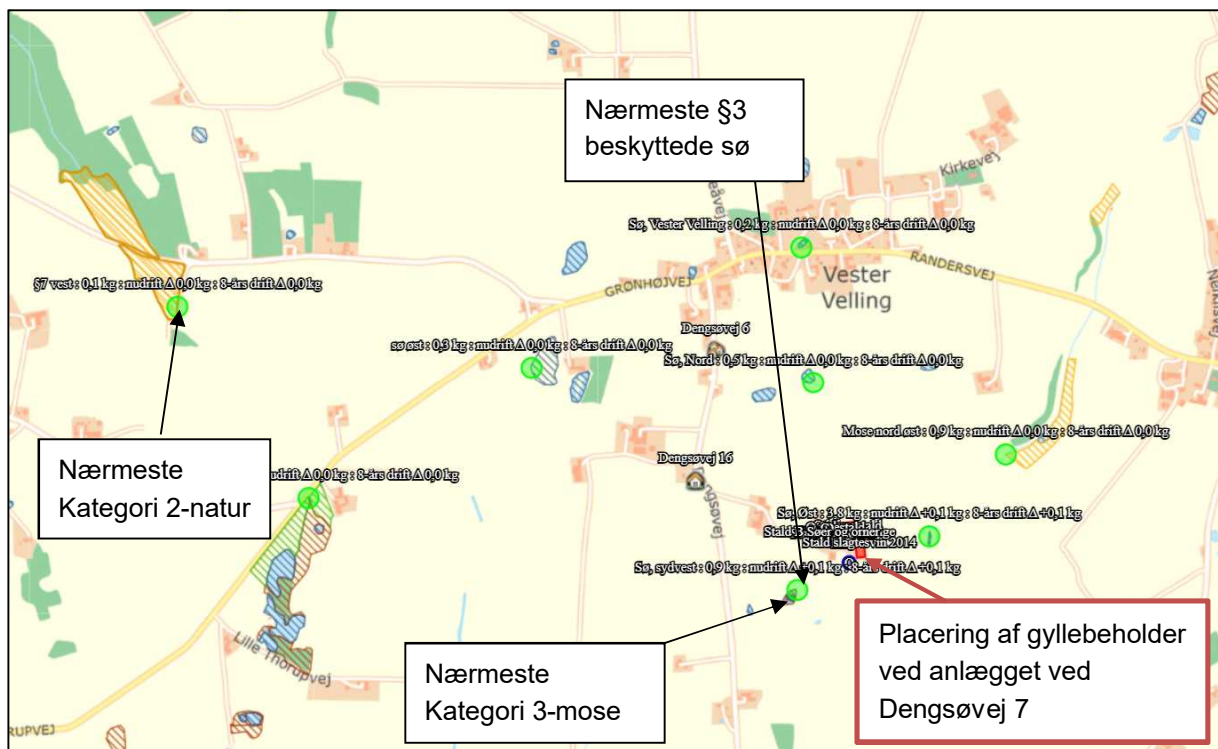 Nærmeste §3
beskyttede sø
Kirkevej
eåvej
Sø, Vester Velling : 0,2 kg : nudrift Δ 0,0 kg : 8-års drift Δ 0,0 kg
Vester
Velling
RANDERSVEJ
GRØNHØJVEJ
§7 vest : 0,1 kg : nudrift Δ 0,0 kg : 8-års drift Δ 0,0 kg
Dengsøvej 6
sø øst : 0,3 kg : nudrift Δ 0,0 kg : 8-års drift Δ 0,0 kg
Sø, Nord : 0,5 kg : nudrift Δ 0,0 kg : 8-års drift Δ 0,0 kg
Mose nord øst : 0,9 kg : nudrift Δ 0,0 kg : 8-års drift Δ 0,0 kg
Nærmeste
Kategori 2-natur
nudrift Δ 0,0 kg : 8-års drift Δ 0,0 kg
Dengsøvej 16
ngsøvej
Sø, Øst : 3,8 kg : nudrift Δ +0,1 kg : 8-års drift Δ +0,1 kg
Stald slagtesvin 2014
Sø, sydvest : 0,9 kg : nudrift Δ +0,1 kg : 8-års drift Δ +0,1 kg
Lille Thorupvej
Nærmeste
Kategori 3-mose
Placering af gyllebeholder
ved anlægget ved
Dengsøvej 7
RUPVEJ